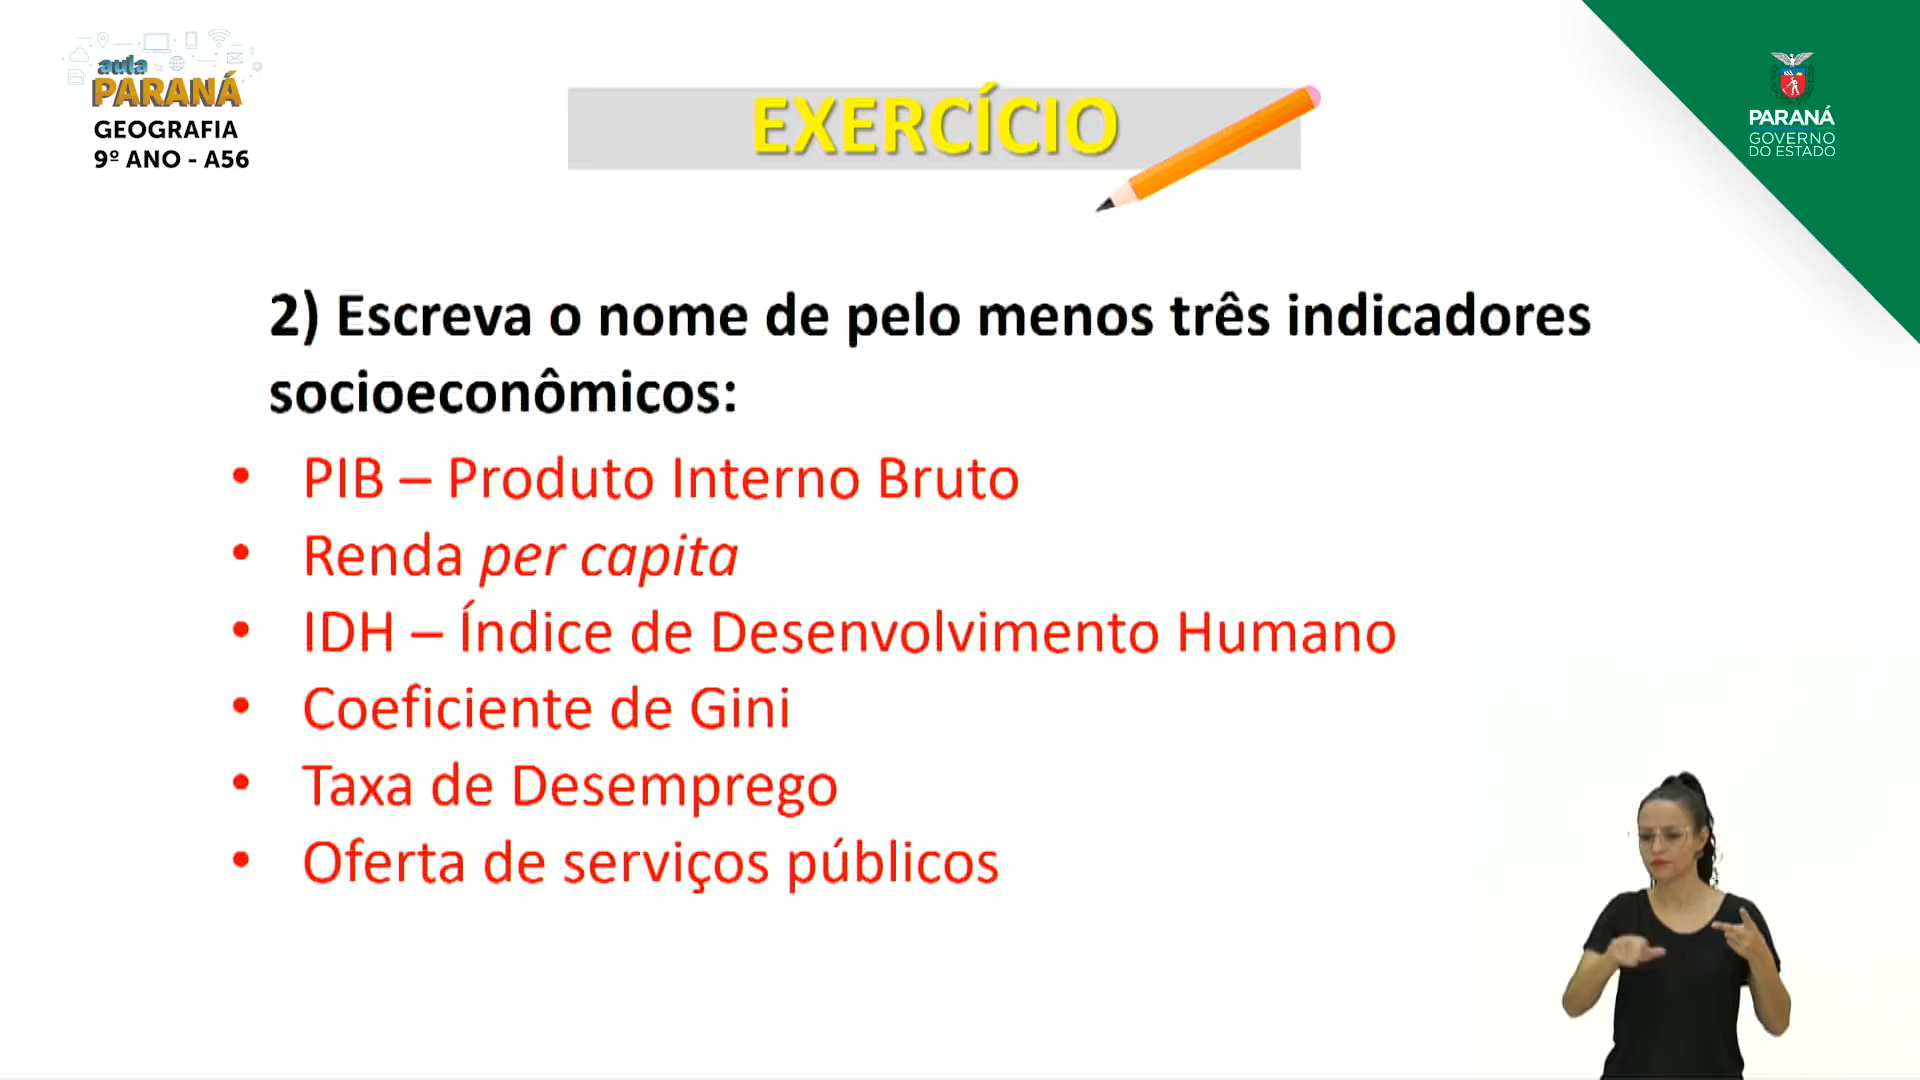 aula
PARANÁ
GEOGRAFIA
9º ANO - A56
EXERCÍCIO
PARANÁ
GOVERNO
DO ESTADO
2) Escreva o nome de pelo menos três indicadores
socioeconômicos:
• PIB – Produto Interno Bruto
• Renda per capita
• IDH – Índice de Desenvolvimento Humano
• Coeficiente de Gini
• Taxa de Desemprego
• Oferta de serviços públicos